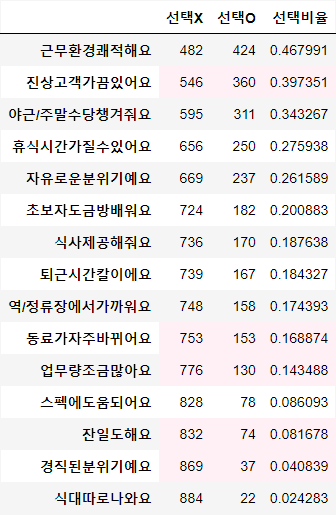 선택X 선택O 선택비율
근무환경쾌적해요 482 424 0.467991
진상고객가끔있어요 546 360 0.397351
야근/주말수당챙겨줘요 595 311 0.343267
휴식시간가질수있어요 656 250 0.275938
자유로운분위기예요 669 237 0.261589
초보자도금방배워요 724 182 0.200883
식사제공해줘요 736 170 0.187638
퇴근시간칼이에요 739 167 0.184327
역/정류장에서가까워요 748 158 0.174393
동료가자주바뀌어요 753 153 0.168874
업무량조금많아요 776 130 0.143488
스펙에도움되어요 828 78 0.086093
잔일도해요 832 74 0.081678
경직된분위기예요 869 37 0.040839
식대따로나와요 884 22 0.024283